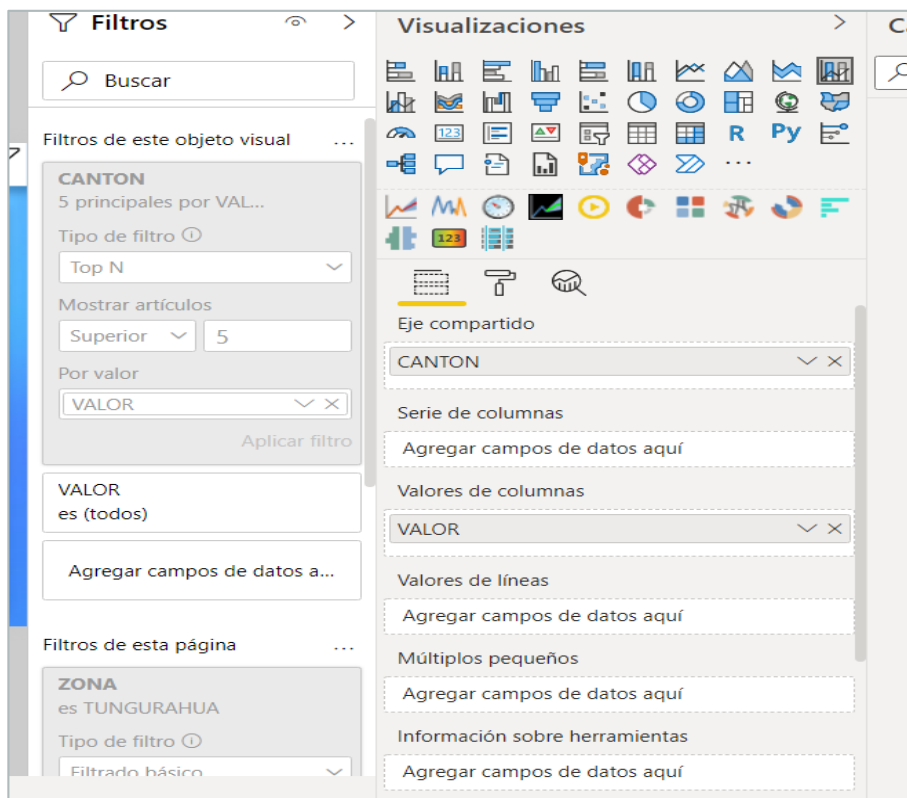 Filtros
Buscar
Filtros de este objeto visual ...
CANTON
5 principales por VAL...
Tipo de filtro
Top N
Mostrar artículos
Superior 5
Por valor
VALOR
Aplicar filtro
VALOR
es (todos)
Agregar campos de datos a...
Filtros de esta página ...
ZONA
es TUNGURAHUA
Tipo de filtro
Filtrado básico
Visualizaciones
123
R Py
...
123
Eje compartido
CANTON
Serie de columnas
Agregar campos de datos aquí
Valores de columnas
VALOR
Valores de líneas
Agregar campos de datos aquí
Múltiplos pequeños
Agregar campos de datos aquí
Información sobre herramientas
Agregar campos de datos aquí